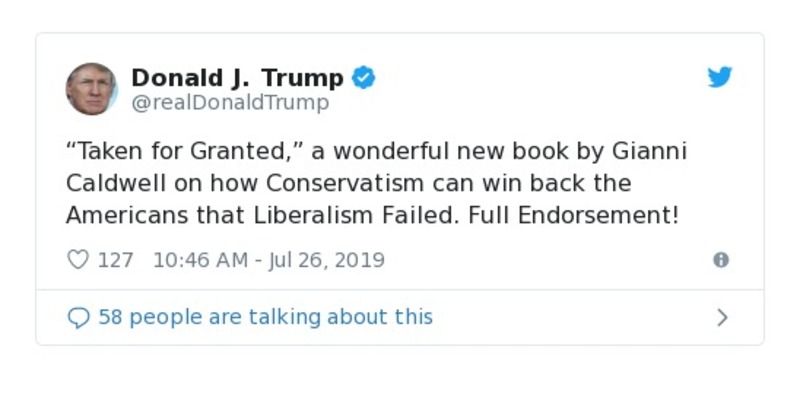 Donald J. Trump
@realDonaldTrump
“Taken for Granted,” a wonderful new book by Gianni
Caldwell on how Conservatism can win back the
Americans that Liberalism Failed. Full Endorsement!
127 10:46 AM - Jul 26, 2019
58 people are talking about this